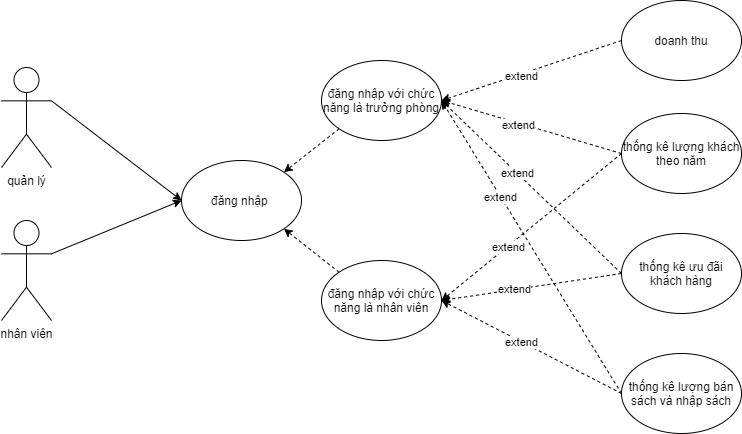 doanh thu
extend
đăng nhập với chức
năng là trưởng phòng
extend
thống kê lượng khách
theo năm
quản lý
extend
extend
đăng nhập
extend
thống kê ưu đãi
khách hàng
đăng nhập với chức
năng là nhân viên
extend
nhân viên
extend
thống kê lượng bán
sách và nhập sách